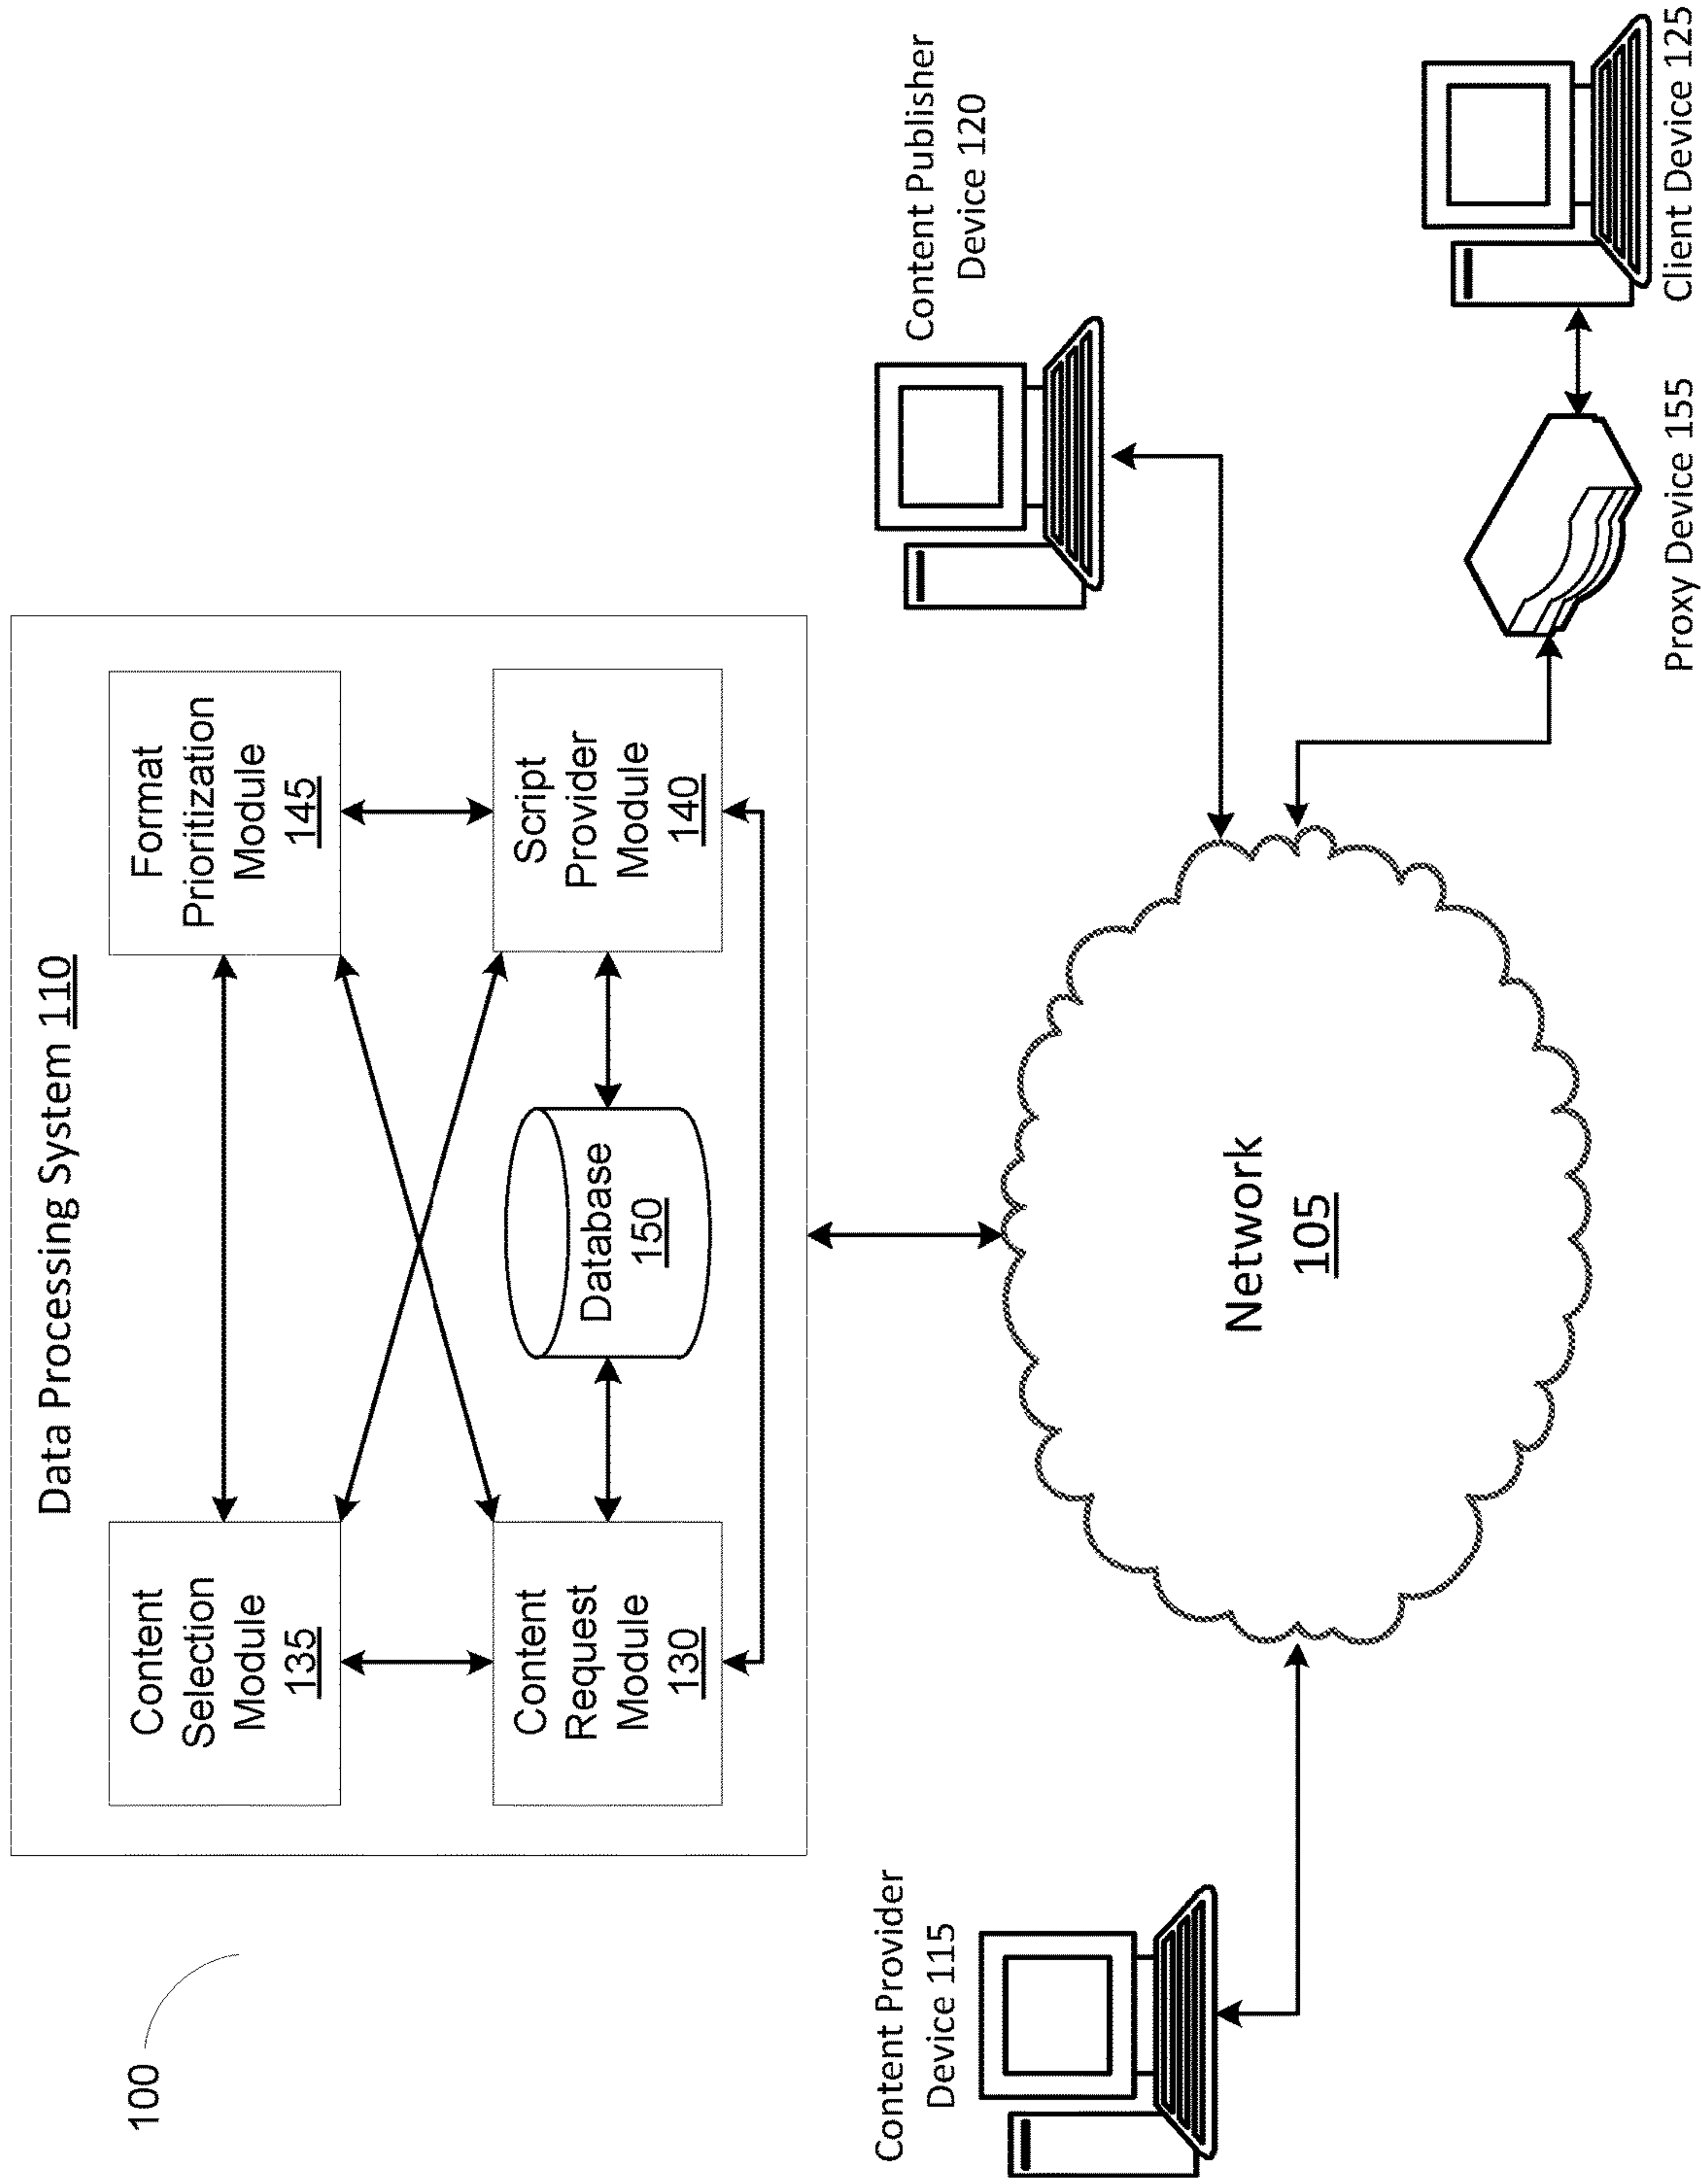 100
Data Processing System 110
Content
Selection
Module
135
Format
Prioritization
Module
145
Content
Request
Module
130
Database
150
Script
Provider
Module
140
Content Provider
Device 115
Content Publisher
Device 120
Network
105
Proxy Device 155
Client Device 125